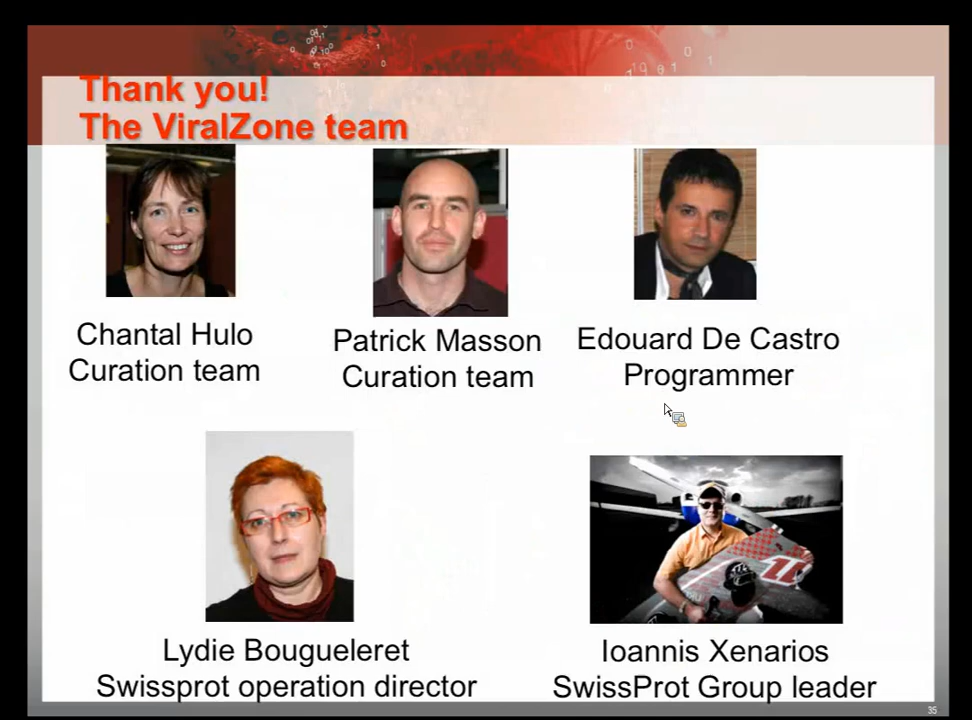 Thank you!
The ViralZone team
Chantal Hulo
Curation team
Patrick Masson
Curation team
Edouard De Castro
Programmer
Lydie Bougueleret
Swissprot operation director
Ioannis Xenarios
SwissProt Group leader
35